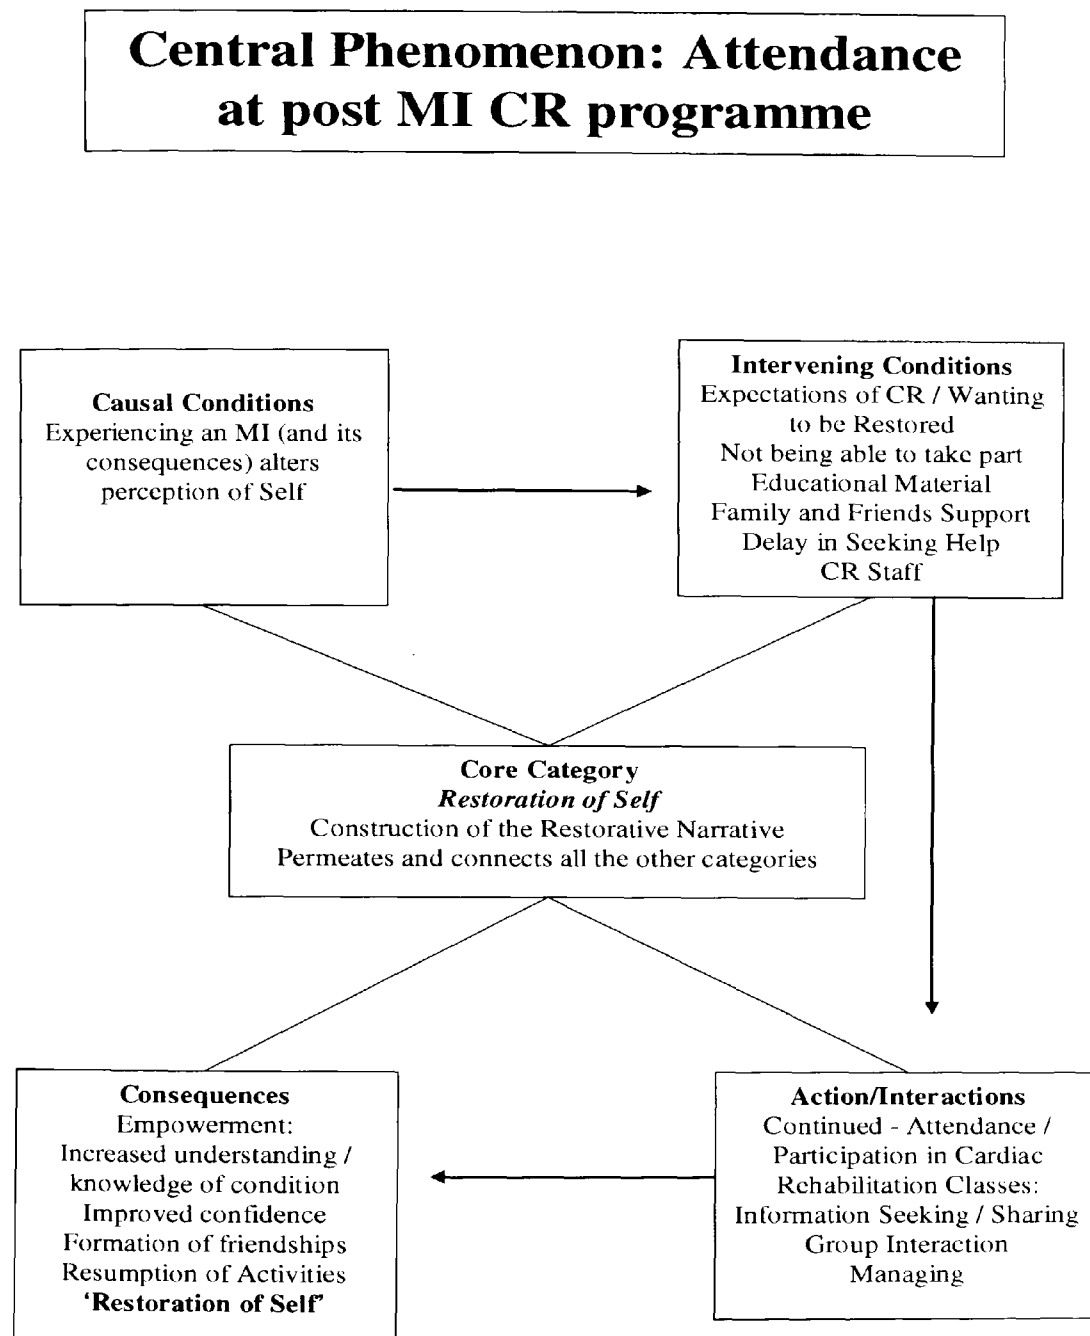 Central Phenomenon: Attendance
at post MI CR programme
Causal Conditions
Experiencing an MI (and its
consequences) alters
perception of Self
Intervening Conditions
Expectations of CR / Wanting
to be Restored
Not being able to take part
Educational Material
Family and Friends Support
Delay in Seeking Help
CR Staff
Core Category
Restoration of Self
Construction of the Restorative Narrative
Permeates and connects all the other categories
Consequences
Empowerment:
Increased understanding /
knowledge of condition
Improved confidence
Formation of friendships
Resumption of Activities
'Restoration of Self'
Action/Interactions
Continued - Attendance /
Participation in Cardiac
Rehabilitation Classes:
Information Seeking / Sharing
Group Interaction
Managing